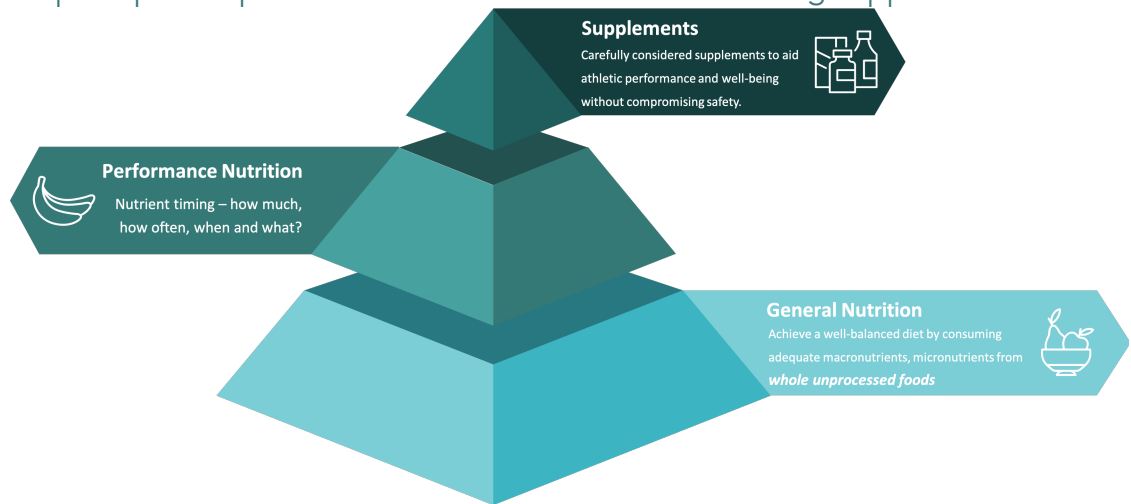 Supplements
Carefully considered supplements to aid
athletic performance and well-being
without compromising safety.
Performance Nutrition
Nutrient timing – how much,
how often, when and what?
General Nutrition
Achieve a well-balanced diet by consuming
adequate macronutrients, micronutrients from
whole unprocessed foods